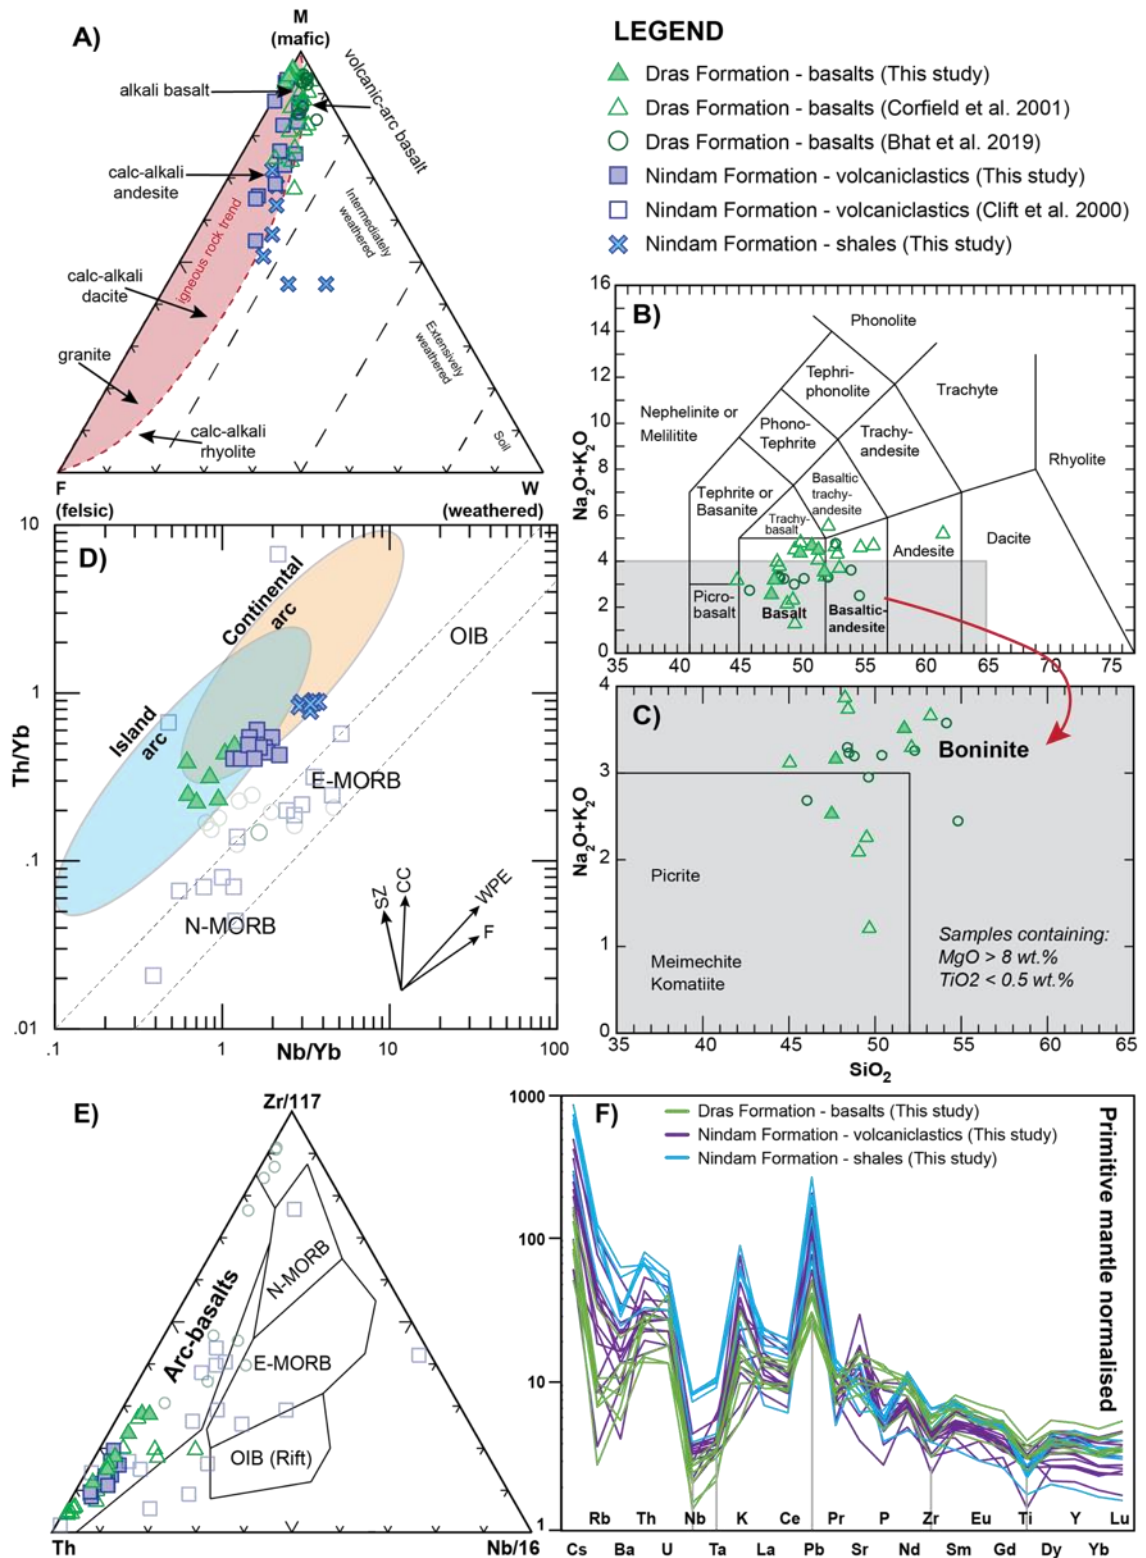 A)
M
(mafic)
alkali basalt
volcanic-arc basalt
calc-alkali
andesite
igneous rock trend
Intermediately
weathered
calc-alkali
dacite
granite
Extensively
weathered
calc-alkali
rhyolite
Soil
F
(felsic)
W
(weathered)
LEGEND
Dras Formation - basalts (This study)
Dras Formation - basalts (Corfield et al. 2001)
Dras Formation - basalts (Bhat et al. 2019)
Nindam Formation - volcaniclastics (This study)
Nindam Formation - volcaniclastics (Clift et al. 2000)
Nindam Formation - shales (This study)
B)
16
14
12
10
8
6
4
2
0
Na2O+K2O
Phonolite
Tephri-
phonolite
Trachyte
Nephelinite or
Melilitite
Phono-
Tephrite
Trachy-
andesite
Rhyolite
Tephrite or
Basanite
Basaltic
trachy-
andesite
Trachy-
basalt
Andesite
Dacite
Picro-
basalt
Basalt
Basaltic-
andesite
0
35 40 45 50 55 60 65 70 75
C)
4
3
2
1
0
Na2O+K2O
Boninite
Picrite
Meimechite
Komatiite
Samples containing:
MgO > 8 wt.%
TiO2 < 0.5 wt.%
35 40 45 50 55 60 65
SiO2
D)
10
1
.1
.01
Th/Yb
Continental
arc
Island
arc
OIB
E-MORB
N-MORB
SZ
CC
WPE
F
.1 1 10 100
Nb/Yb
E)
Zr/117
Arc-basalts
N-MORB
E-MORB
OIB (Rift)
Th
Nb/16
F)
1000
100
10
1
Dras Formation - basalts (This study)
Nindam Formation - volcaniclastics (This study)
Nindam Formation - shales (This study)
Primitive mantle normalised
Rb Th Nb K Ce Pr P Zr Eu Ti Y Lu
Cs Ba U Ta La Pb Sr Nd Sm Gd Dy Yb